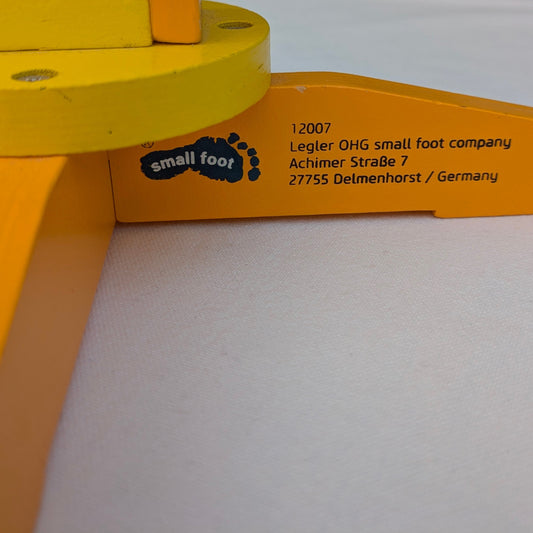 ®
small foot
12007
Legler OHG small foot company
Achimer Straße 7
27755 Delmenhorst / Germany